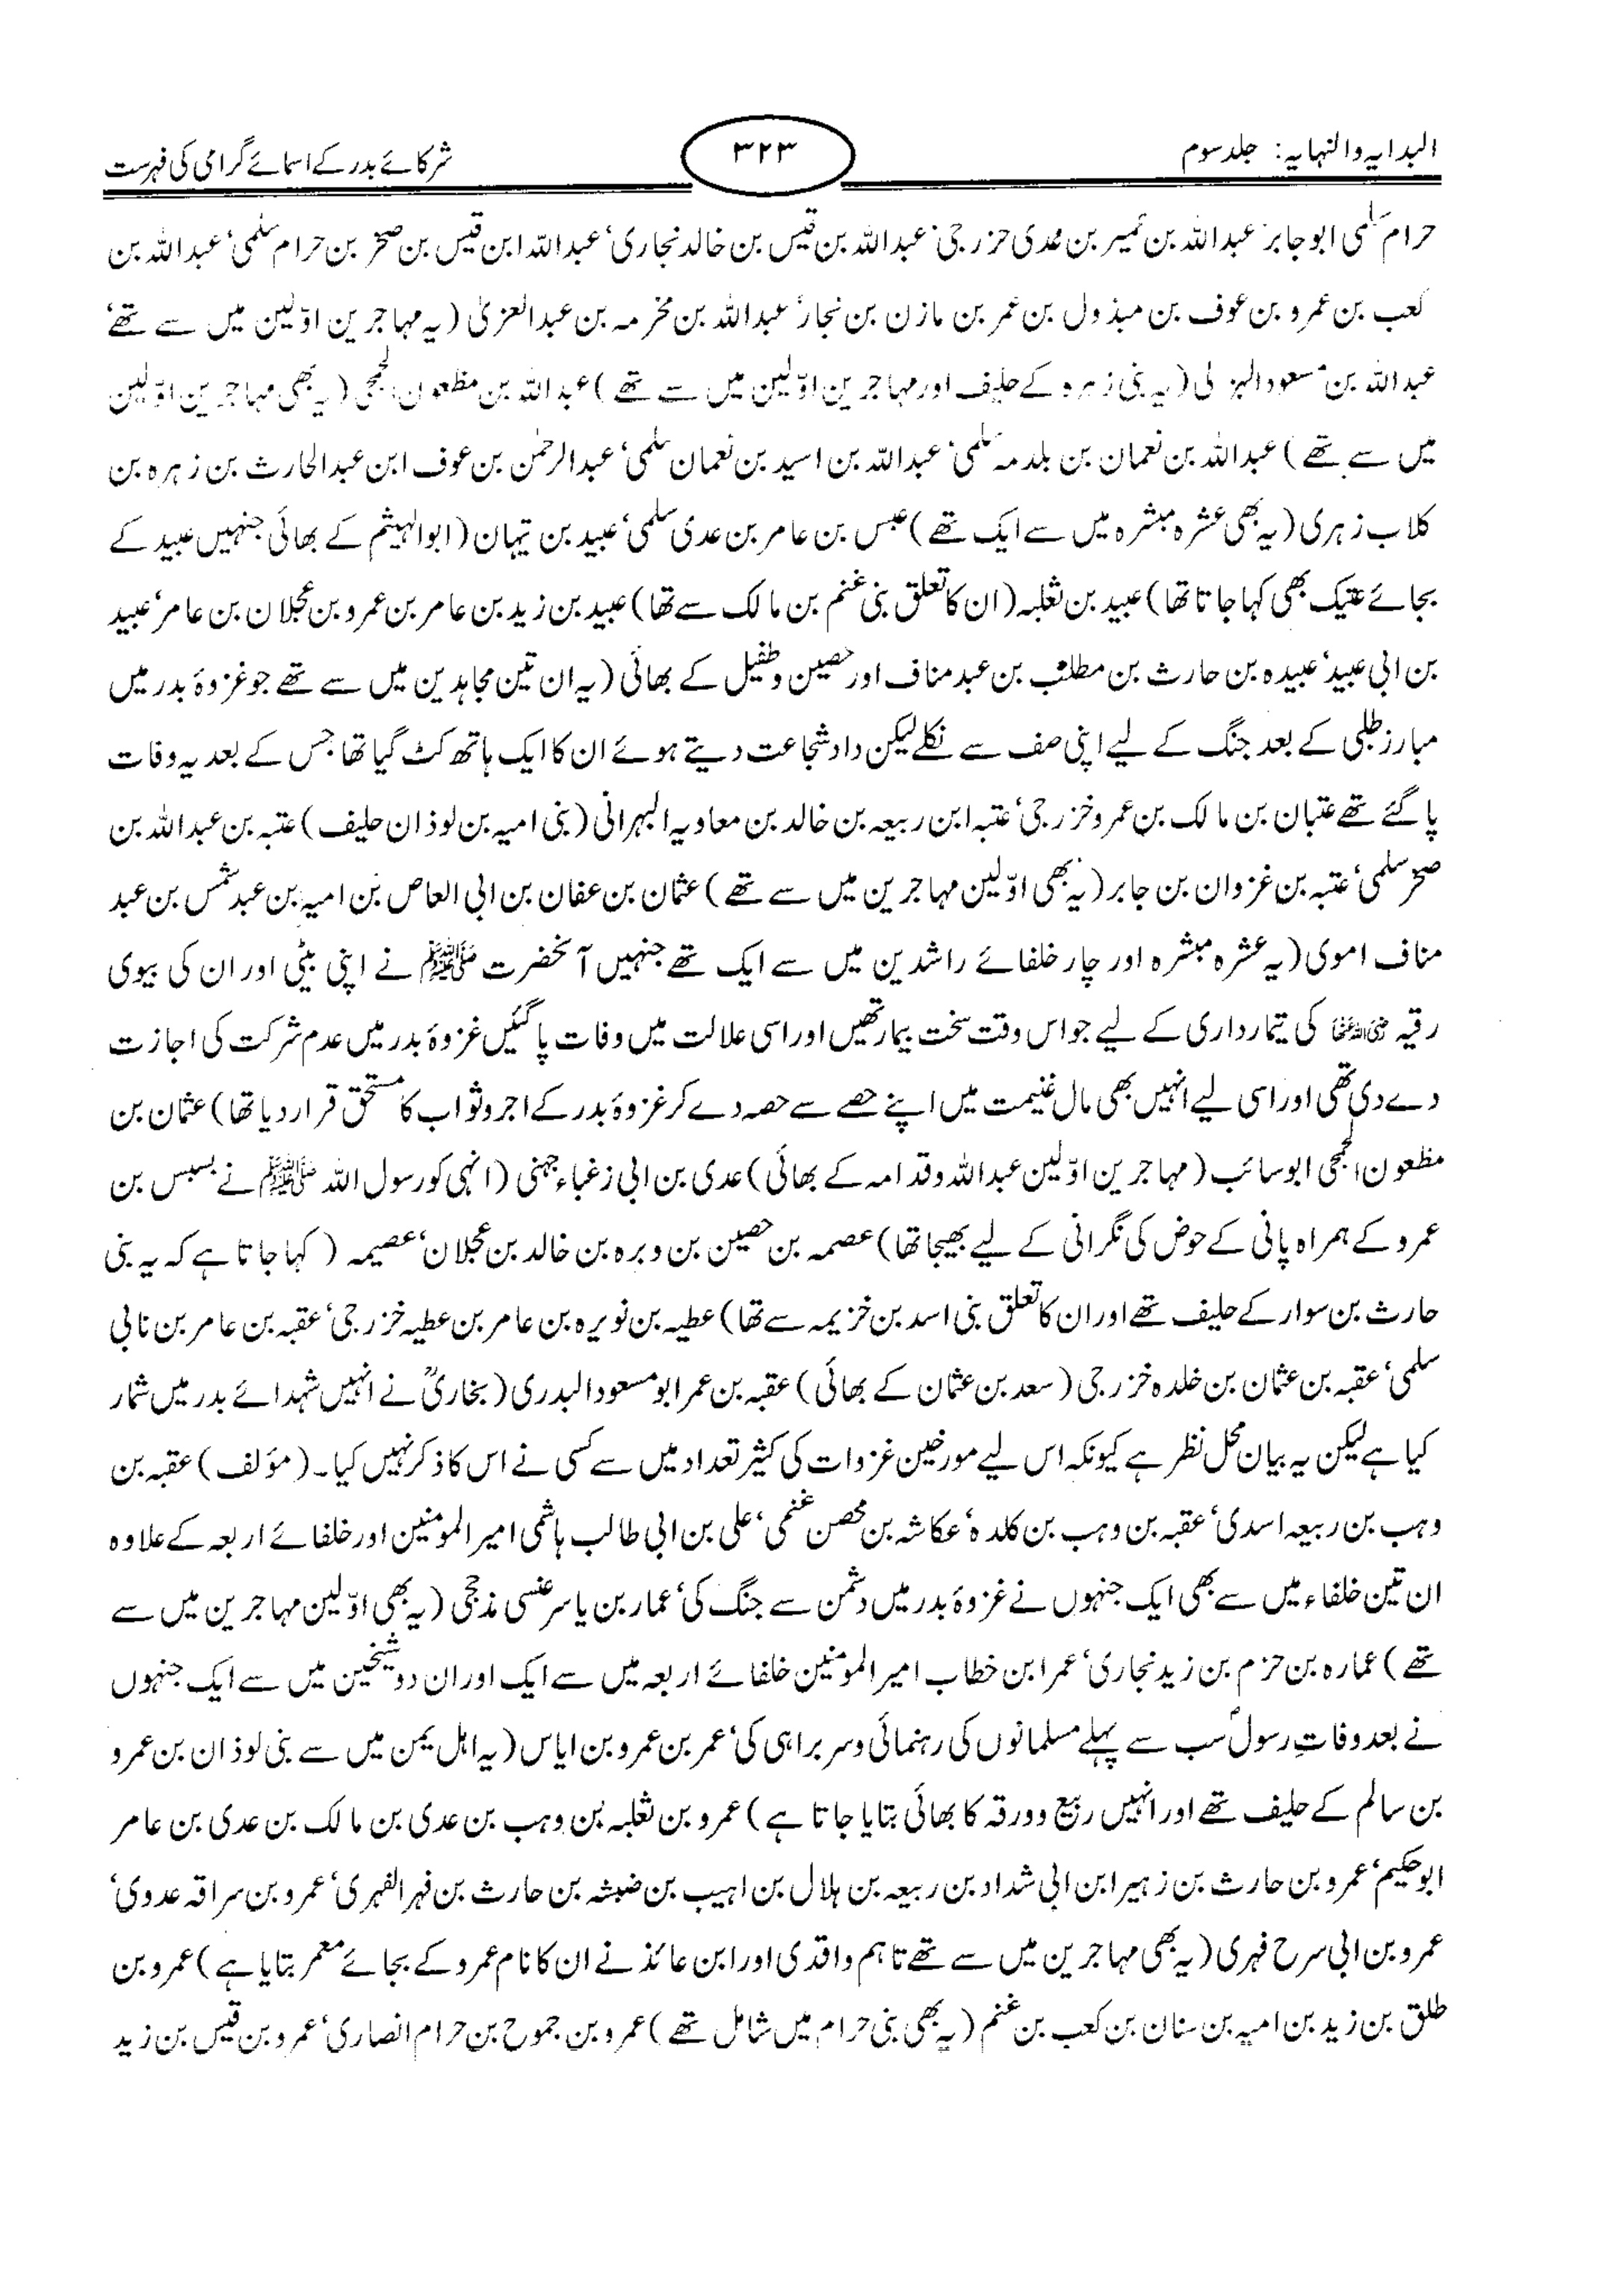 البدایہ والنہایہ: جلد سوم
۳۲۳
شرکائے بدر کے اسمائے گرامی کی فہرست
حرام سلمی ابو جابر' عبداللہ بن عمیر بن عدی خزرجی' عبداللہ بن قیس بن خالد نجاری' عبداللہ ابن قیس بن صخر بن حرام سلمی' عبداللہ بن
کعب بن عمرو بن عوف بن مبذول بن عمر بن مازن بن نجار' عبداللہ بن مخرمہ بن عبدالعزیٰ (یہ مہاجرین اوّلین میں سے تھے'
عبداللہ بن مسعود الہزلی (یہ بنی زہرہ کے حلیف اور مہاجرین اوّلین میں سے تھے) عبداللہ بن مظعون الجمحی (یہ بھی مہاجرین اوّلین
میں سے تھے) عبداللہ بن نعمان بن بلدمہ سلمی' عبداللہ بن اسید بن نعمان سلمی' عبدالرحمٰن بن عوف ابن عبدالحارث بن زہرہ بن
کلاب زہری (یہ بھی عشرہ مبشرہ میں سے ایک تھے) عبس بن عامر بن عدی سلمی' عبید بن تیہان (ابوالہیثم کے بھائی جنہیں عبید کے
بجائے عتیک بھی کہا جاتا تھا) عبید بن ثعلبہ (ان کا تعلق بنی غنم بن مالک سے تھا) عبید بن زید بن عامر بن عمرو بن عجلان بن عامر' عبید
بن ابی عبید' عبیدہ بن حارث بن مطلب بن عبد مناف اور حصین و طفیل کے بھائی (یہ ان تین مجاہدین میں سے تھے جو غزوۂ بدر میں
مبارز طلبی کے بعد جنگ کے لیے اپنی صف سے نکلے لیکن داد شجاعت دیتے ہوئے ان کا ایک ہاتھ کٹ گیا تھا جس کے بعد یہ وفات
پا گئے تھے عتبان بن مالک بن عمرو خزرجی' عتبہ ابن ربیعہ بن خالد بن معاویہ البہرانی (بنی امیہ بن لوذان حلیف) عتبہ بن عبداللہ بن
صخر سلمی' عتبہ بن غزوان بن جابر (یہ بھی اوّلین مہاجرین میں سے تھے) عثمان بن عفان بن ابی العاص بن امیہ بن عبد شمس بن عبد
مناف اموی (یہ عشرہ مبشرہ اور چار خلفائے راشدین میں سے ایک تھے جنہیں آنحضرت ﷺ نے اپنی بیٹی اور ان کی بیوی
رقیہ رضی اللہ عنہا کی تیمارداری کے لیے جو اس وقت سخت بیمار تھیں اور اسی علالت میں وفات پا گئیں غزوۂ بدر میں عدم شرکت کی اجازت
دے دی تھی اور اسی لیے انہیں بھی مال غنیمت میں اپنے حصے سے حصہ دے کر غزوۂ بدر کے اجر و ثواب کا مستحق قرار دیا تھا) عثمان بن
مظعون الجمحی ابو سائب (مہاجرین اوّلین عبداللہ و قدامہ کے بھائی) عدی بن ابی زغباء جہنی (انہی کو رسول اللہ ﷺ نے بسبس بن
عمرو کے ہمراہ پانی کے حوض کی نگرانی کے لیے بھیجا تھا) عصمہ بن حصین بن وبرہ بن خالد بن عجلان' عصیمہ ( کہا جاتا ہے کہ یہ بنی
حارث بن سوار کے حلیف تھے اور ان کا تعلق بنی اسد بن خزیمہ سے تھا) عطیہ بن نویرہ بن عامر بن عطیہ خزرجی' عقبہ بن عامر بن نابی
سلمی' عقبہ بن عثمان بن خلدہ خزرجی (سعد بن عثمان کے بھائی) عقبہ بن عمر ابو مسعود البدری (بخاریؒ نے انہیں شہدائے بدر میں شمار
کیا ہے لیکن یہ بیان محل نظر ہے کیونکہ اس لیے مورخین غزوات کی کثیر تعداد میں سے کسی نے اس کا ذکر نہیں کیا۔ (مؤلف) عقبہ بن
وہب بن ربیعہ اسدی' عقبہ بن وہب بن کلدہ' عکاشہ بن محصن غنمی' علی بن ابی طالب ہاشمی امیر المومنین اور خلفائے اربعہ کے علاوہ
ان تین خلفاء میں سے بھی ایک جنہوں نے غزوۂ بدر میں دشمن سے جنگ کی' عمار بن یاسر عنسی مذحجی (یہ بھی اوّلین مہاجرین میں سے
تھے) عمارہ بن حزم بن زید نجاری' عمر ابن خطاب امیر المومنین خلفائے اربعہ میں سے ایک اور ان دو شیخین میں سے ایک جنہوں
نے بعد وفاتِ رسولؐ سب سے پہلے مسلمانوں کی رہنمائی و سربراہی کی' عمر بن عمرو بن ایاس (یہ اہل یمن میں سے بنی لوذان بن عمرو
بن سالم کے حلیف تھے اور انہیں ربیع و ورقہ کا بھائی بتایا جاتا ہے) عمرو بن ثعلبہ بن وہب بن عدی بن مالک بن عدی بن عامر
ابو حکیم' عمرو بن حارث بن زہیر ابن ابی شداد بن ربیعہ بن ہلال بن اہیب بن ضبثہ بن حارث بن فہر الفہری' عمرو بن سراقہ عدوی'
عمرو بن ابی سرح فہری (یہ بھی مہاجرین میں سے تھے تاہم واقدی اور ابن عائذ نے ان کا نام عمرو کے بجائے معمر بتایا ہے) عمرو بن
طلق بن زید بن امیہ بن سنان بن کعب بن غنم (یہ بھی بنی حرام میں شامل تھے) عمرو بن جموح بن حرام انصاری' عمرو بن قیس بن زید